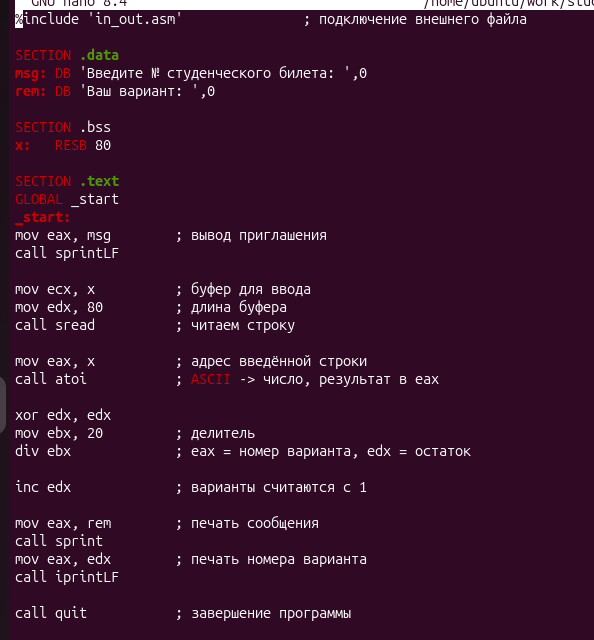 GNU nano 8.4 /home/ubuntu/work/stud
%include 'in_out.asm' ; подключение внешнего файла
SECTION .data
msg: DB 'Введите № студенческого билета: ',0
rem: DB 'Ваш вариант: ',0
SECTION .bss
x: RESB 80
SECTION .text
GLOBAL _start
_start:
mov eax, msg ; вывод приглашения
call sprintLF
mov ecx, x ; буфер для ввода
mov edx, 80 ; длина буфера
call sread ; читаем строку
mov eax, x ; адрес введённой строки
call atoi ; ASCII -> число, результат в eax
xor edx, edx
mov ebx, 20 ; делитель
div ebx ; eax = номер варианта, edx = остаток
inc edx ; варианты считаются с 1
mov eax, rem ; печать сообщения
call sprint
mov eax, edx ; печать номера варианта
call iprintLF
call quit ; завершение программы